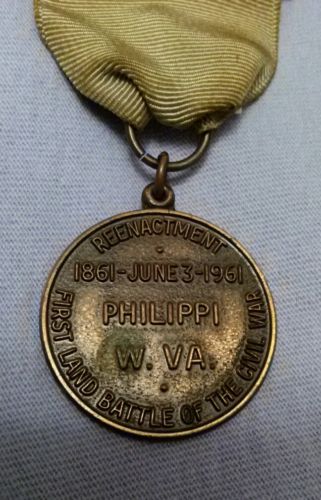 REENACTMENT
1861-JUNE 3-1961
PHILIPPI
W. VA.
FIRST LAND BATTLE OF THE CIVIL WAR